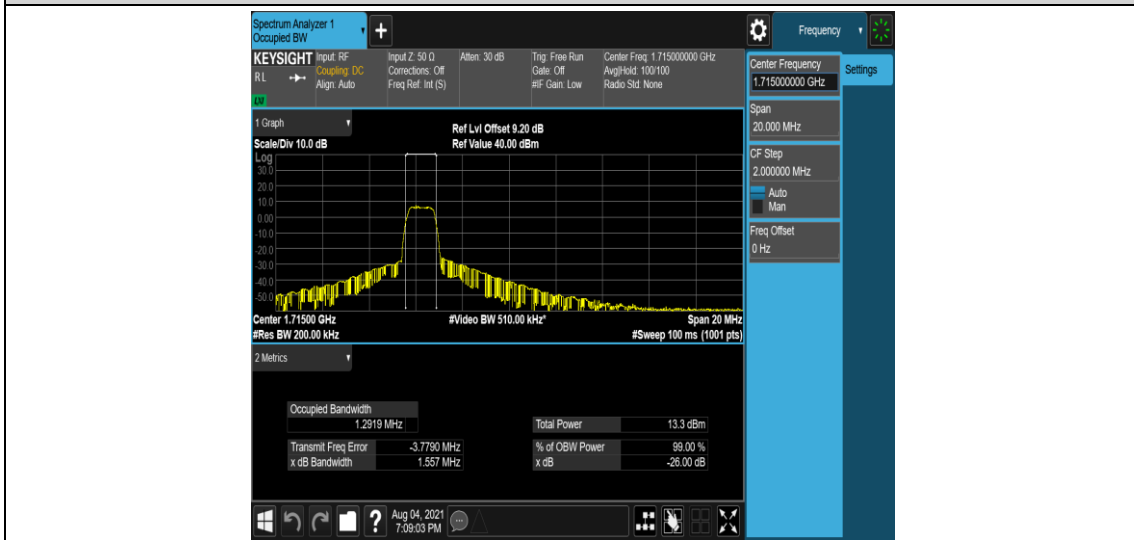 Spectrum Analyzer 1
Occupied BW
Frequency
KEYSIGHT
RL
Input: RF
Coupling: DC
Align: Auto
Input Z: 50 Ω
Corrections: Off
Freq Ref: Int (S)
Atten: 30 dB
Trig: Free Run
Gate: Off
#IF Gain: Low
Center Freq: 1.715000000 GHz
Avg|Hold: 100/100
Radio Std: None
Center Frequency
1.715000000 GHz
Settings
Span
20.000 MHz
CF Step
2.000000 MHz
Auto
Man
Freq Offset
0 Hz
1 Graph
Scale/Div 10.0 dB
Ref Lvl Offset 9.20 dB
Ref Value 40.00 dBm
Log
30.0
20.0
10.0
0.00
-10.0
-20.0
-30.0
-40.0
-50.0
Center 1.71500 GHz
#Video BW 510.00 kHz*
Span 20 MHz
#Res BW 200.00 kHz
#Sweep 100 ms (1001 pts)
2 Metrics
Occupied Bandwidth
1.2919 MHz
Total Power 13.3 dBm
Transmit Freq Error -3.7790 MHz
% of OBW Power 99.00 %
x dB Bandwidth 1.557 MHz
x dB -26.00 dB
Aug 04, 2021
7:09:03 PM